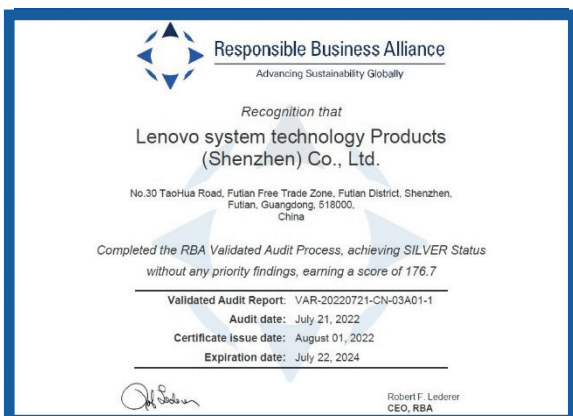 Responsible Business Alliance
Advancing Sustainability Globally
Recognition that
Lenovo system technology Products
(Shenzhen) Co., Ltd.
No.30 TaoHua Road, Futian Free Trade Zone, Futian District, Shenzhen,
Futian, Guangdong, 518000,
China
Completed the RBA Validated Audit Process, achieving SILVER Status
without any priority findings, earning a score of 176.7
Validated Audit Report: VAR-20220721-CN-03A01-1
Audit date: July 21, 2022
Certificate issue date: August 01, 2022
Expiration date: July 22, 2024
Robert F. Lederer
CEO, RBA